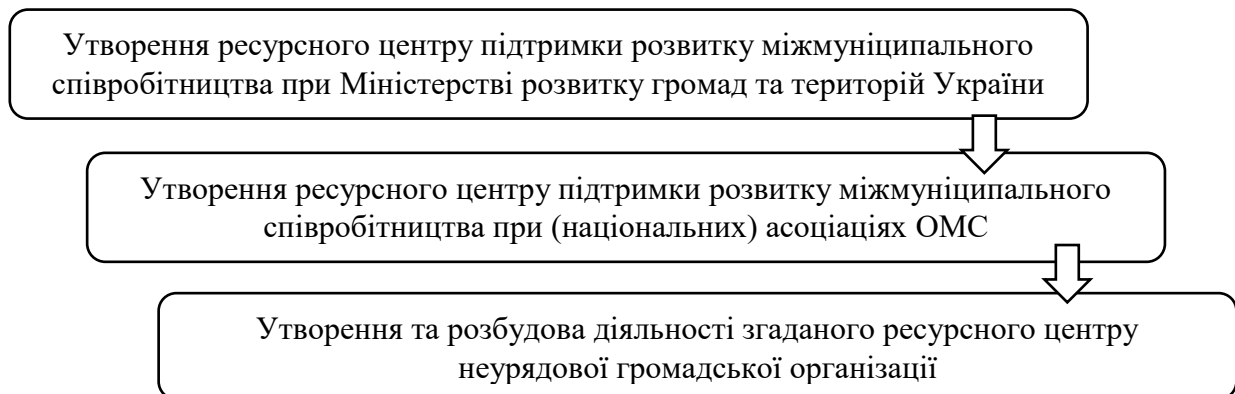 Утворення ресурсного центру підтримки розвитку міжмуніципального
співробітництва при Міністерстві розвитку громад та територій України
Утворення ресурсного центру підтримки розвитку міжмуніципального
співробітництва при (національних) асоціаціях ОМС
Утворення та розбудова діяльності згаданого ресурсного центру
неурядової громадської організації